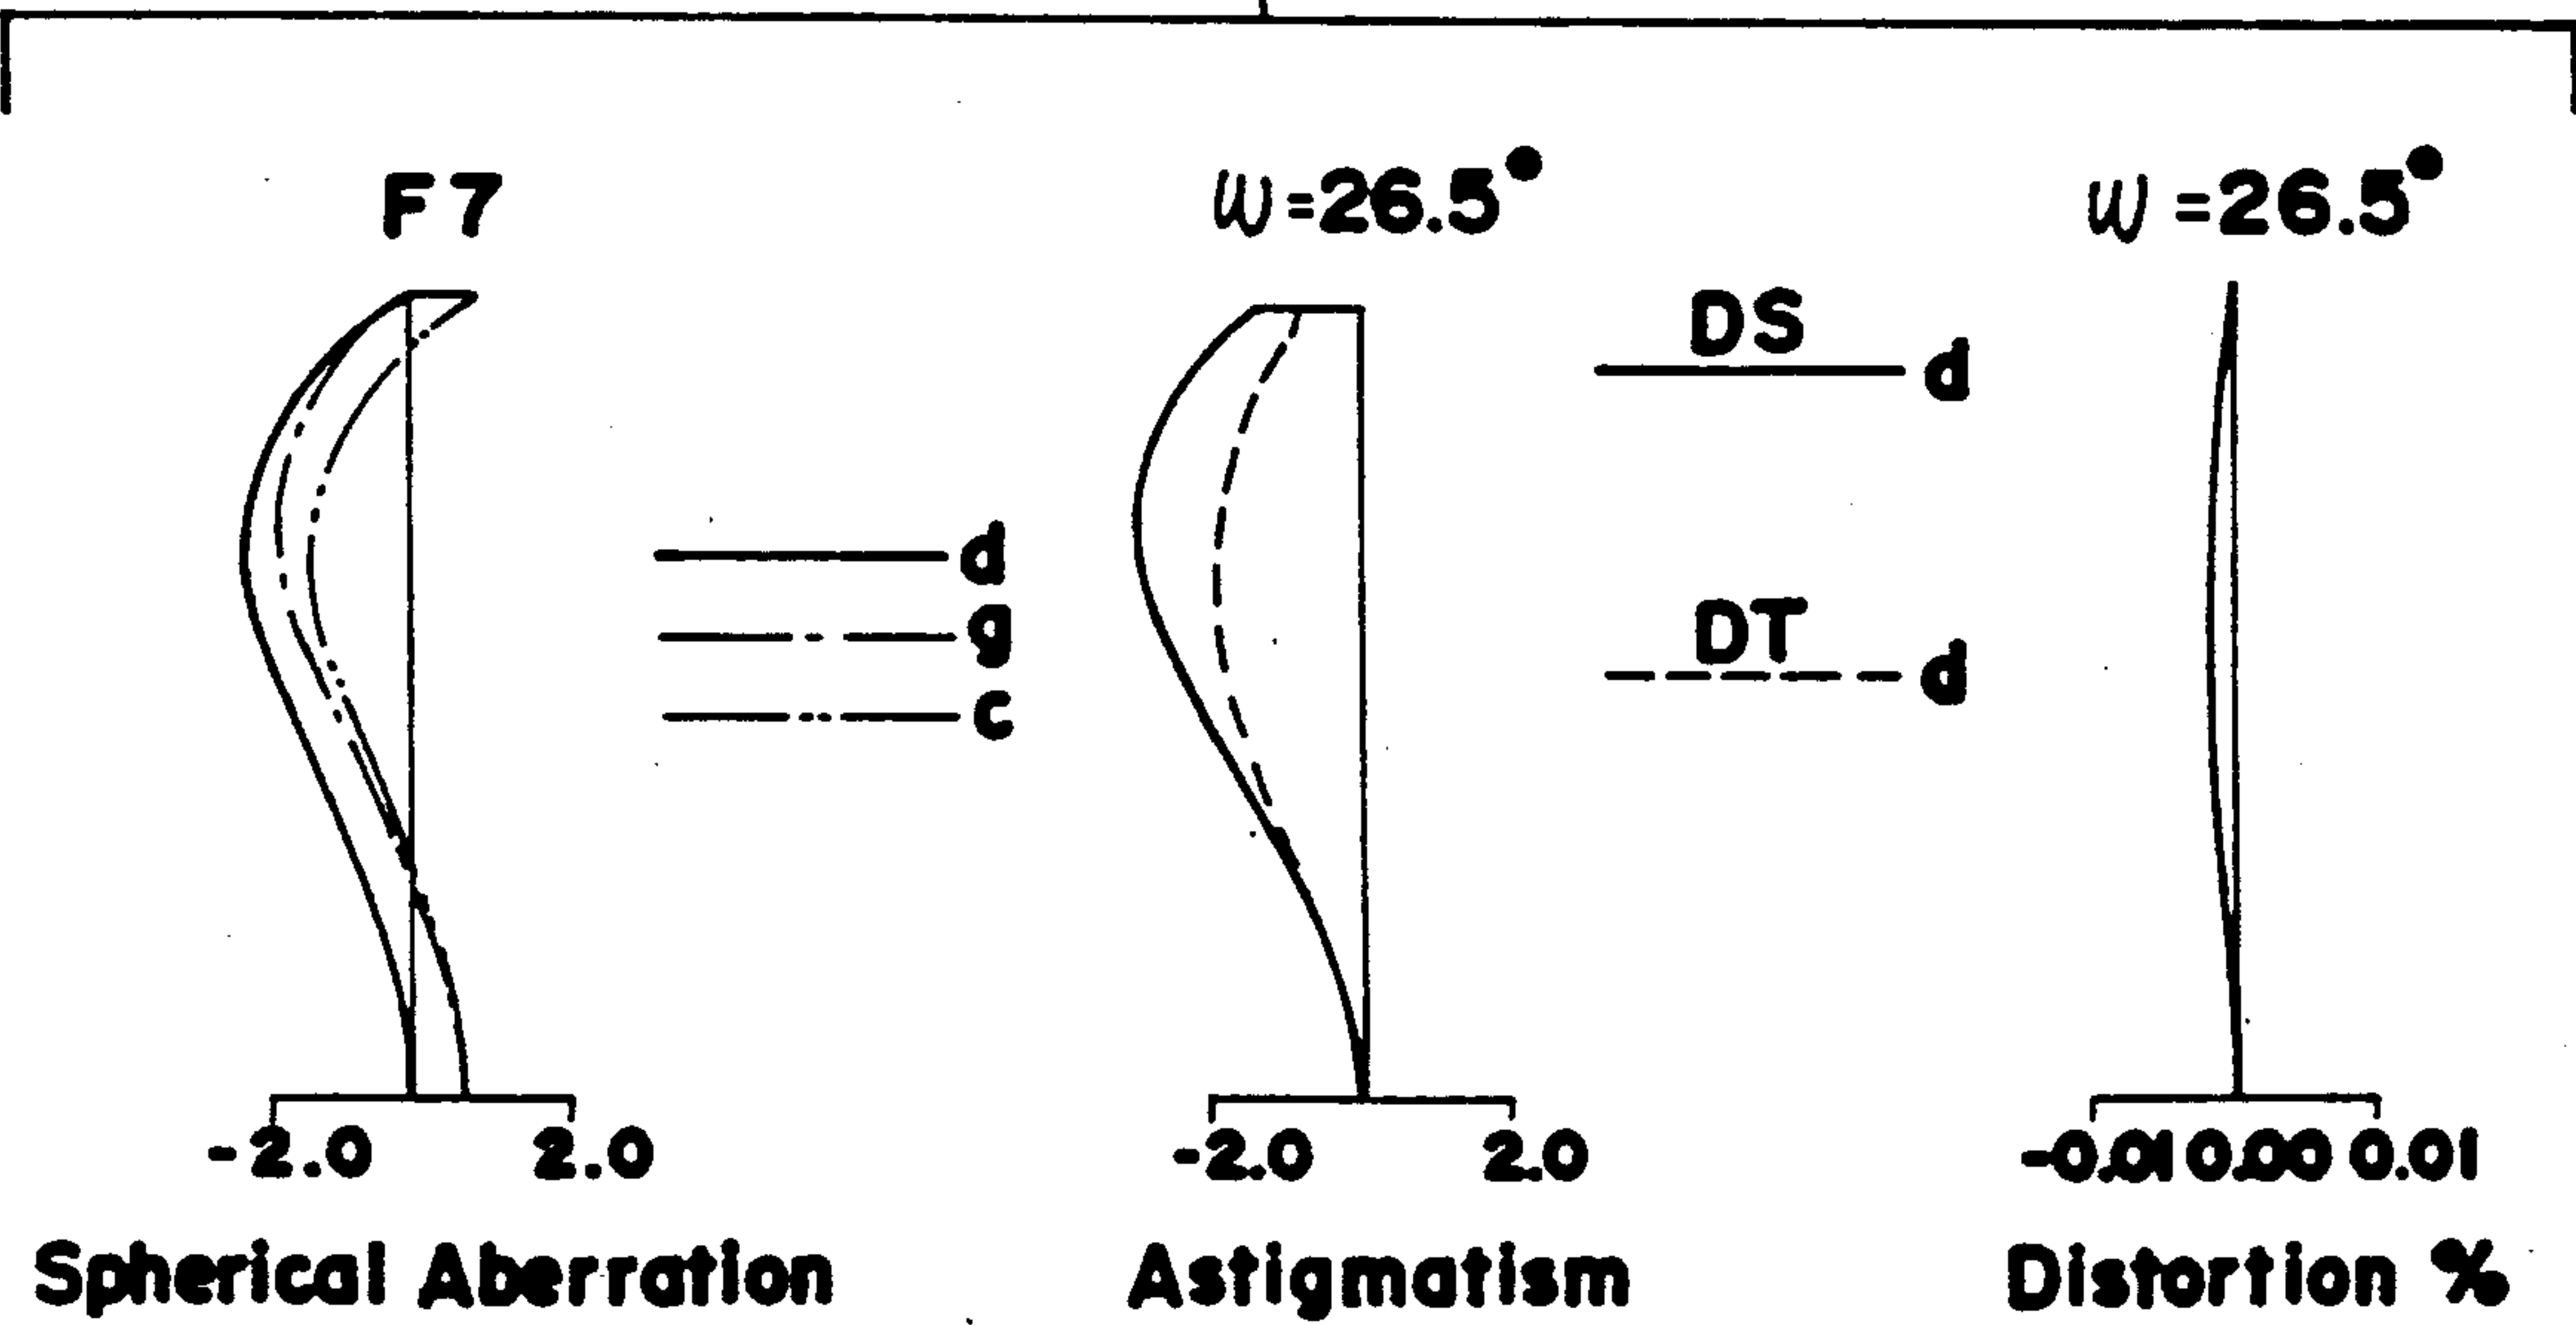 F7
ω=26.5°
ω=26.5°
DS
d
d
g
c
DT
d
-2.0 2.0
-2.0 2.0
-0.01 0.00 0.01
Spherical Aberration
Astigmatism
Distortion %